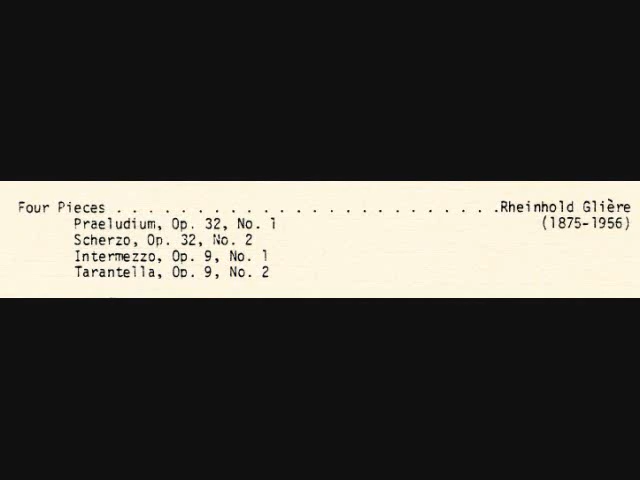 Four Pieces . . . . . . . . . . . . . . . . . . . . . . . .Rheinhold Glière
Praeludium, Op. 32, No. 1 (1875-1956)
Scherzo, Op. 32, No. 2
Intermezzo, Op. 9, No. 1
Tarantella, Op. 9, No. 2